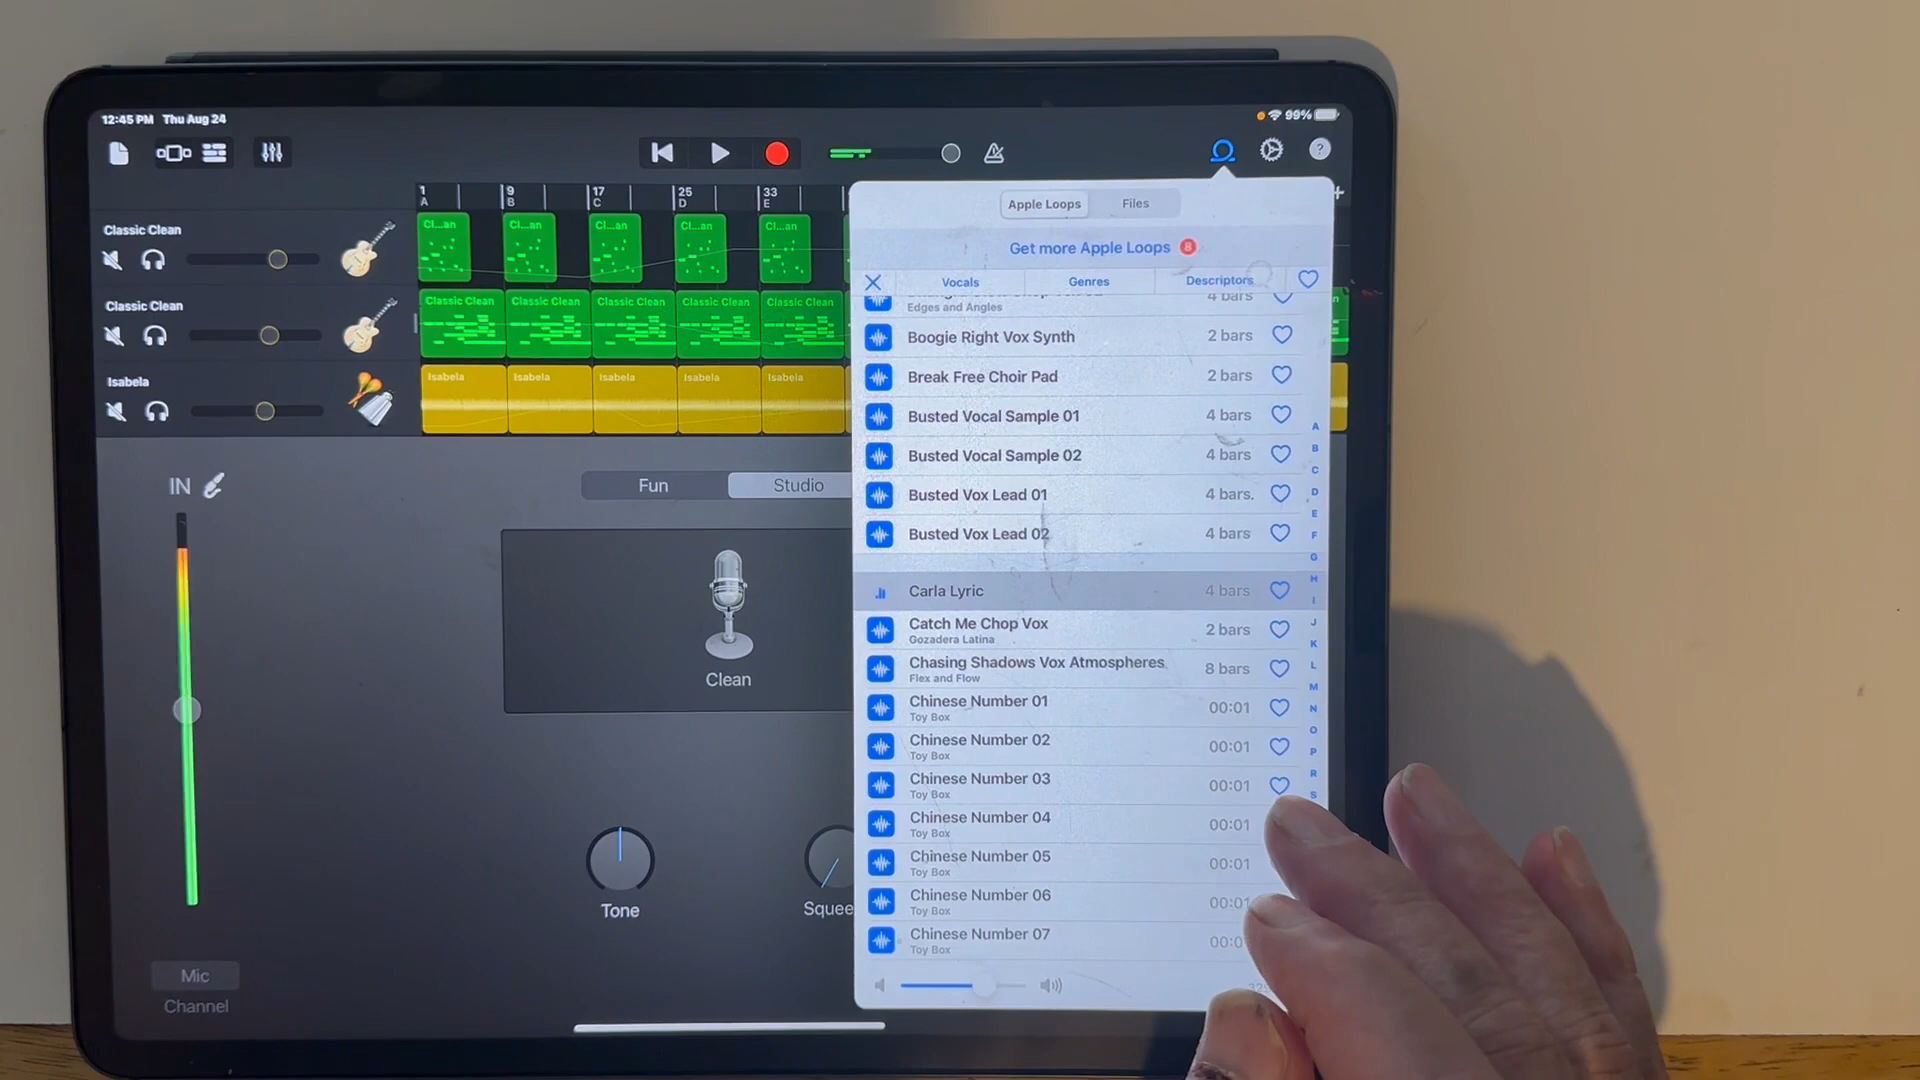 12:45 PM Thu Aug 24
99%
?
1 9 17 25 33
A B C D E
Classic Clean
Cl...an Cl...an Cl...an Cl...an Cl...an
Classic Clean
Classic Clean Classic Clean Classic Clean Classic Clean Classic Clean
Isabela
Isabela Isabela Isabela Isabela Isabela
IN
Fun Studio
Clean
Tone
Squee
Mic
Channel
Apple Loops Files
Get more Apple Loops 8
Vocals Genres Descriptors
4 bars
Edges and Angles
Boogie Right Vox Synth 2 bars
Break Free Choir Pad 2 bars
Busted Vocal Sample 01 4 bars
Busted Vocal Sample 02 4 bars
Busted Vox Lead 01 4 bars
Busted Vox Lead 02 4 bars
Carla Lyric 4 bars
Catch Me Chop Vox 2 bars
Gozadera Latina
Chasing Shadows Vox Atmospheres 8 bars
Flex and Flow
Chinese Number 01 00:01
Toy Box
Chinese Number 02 00:01
Toy Box
Chinese Number 03 00:01
Toy Box
Chinese Number 04 00:01
Toy Box
Chinese Number 05 00:01
Toy Box
Chinese Number 06 00:01
Toy Box
Chinese Number 07 00:0
Toy Box
A
B
C
D
E
F
G
H
I
J
K
L
M
N
O
P
R
S